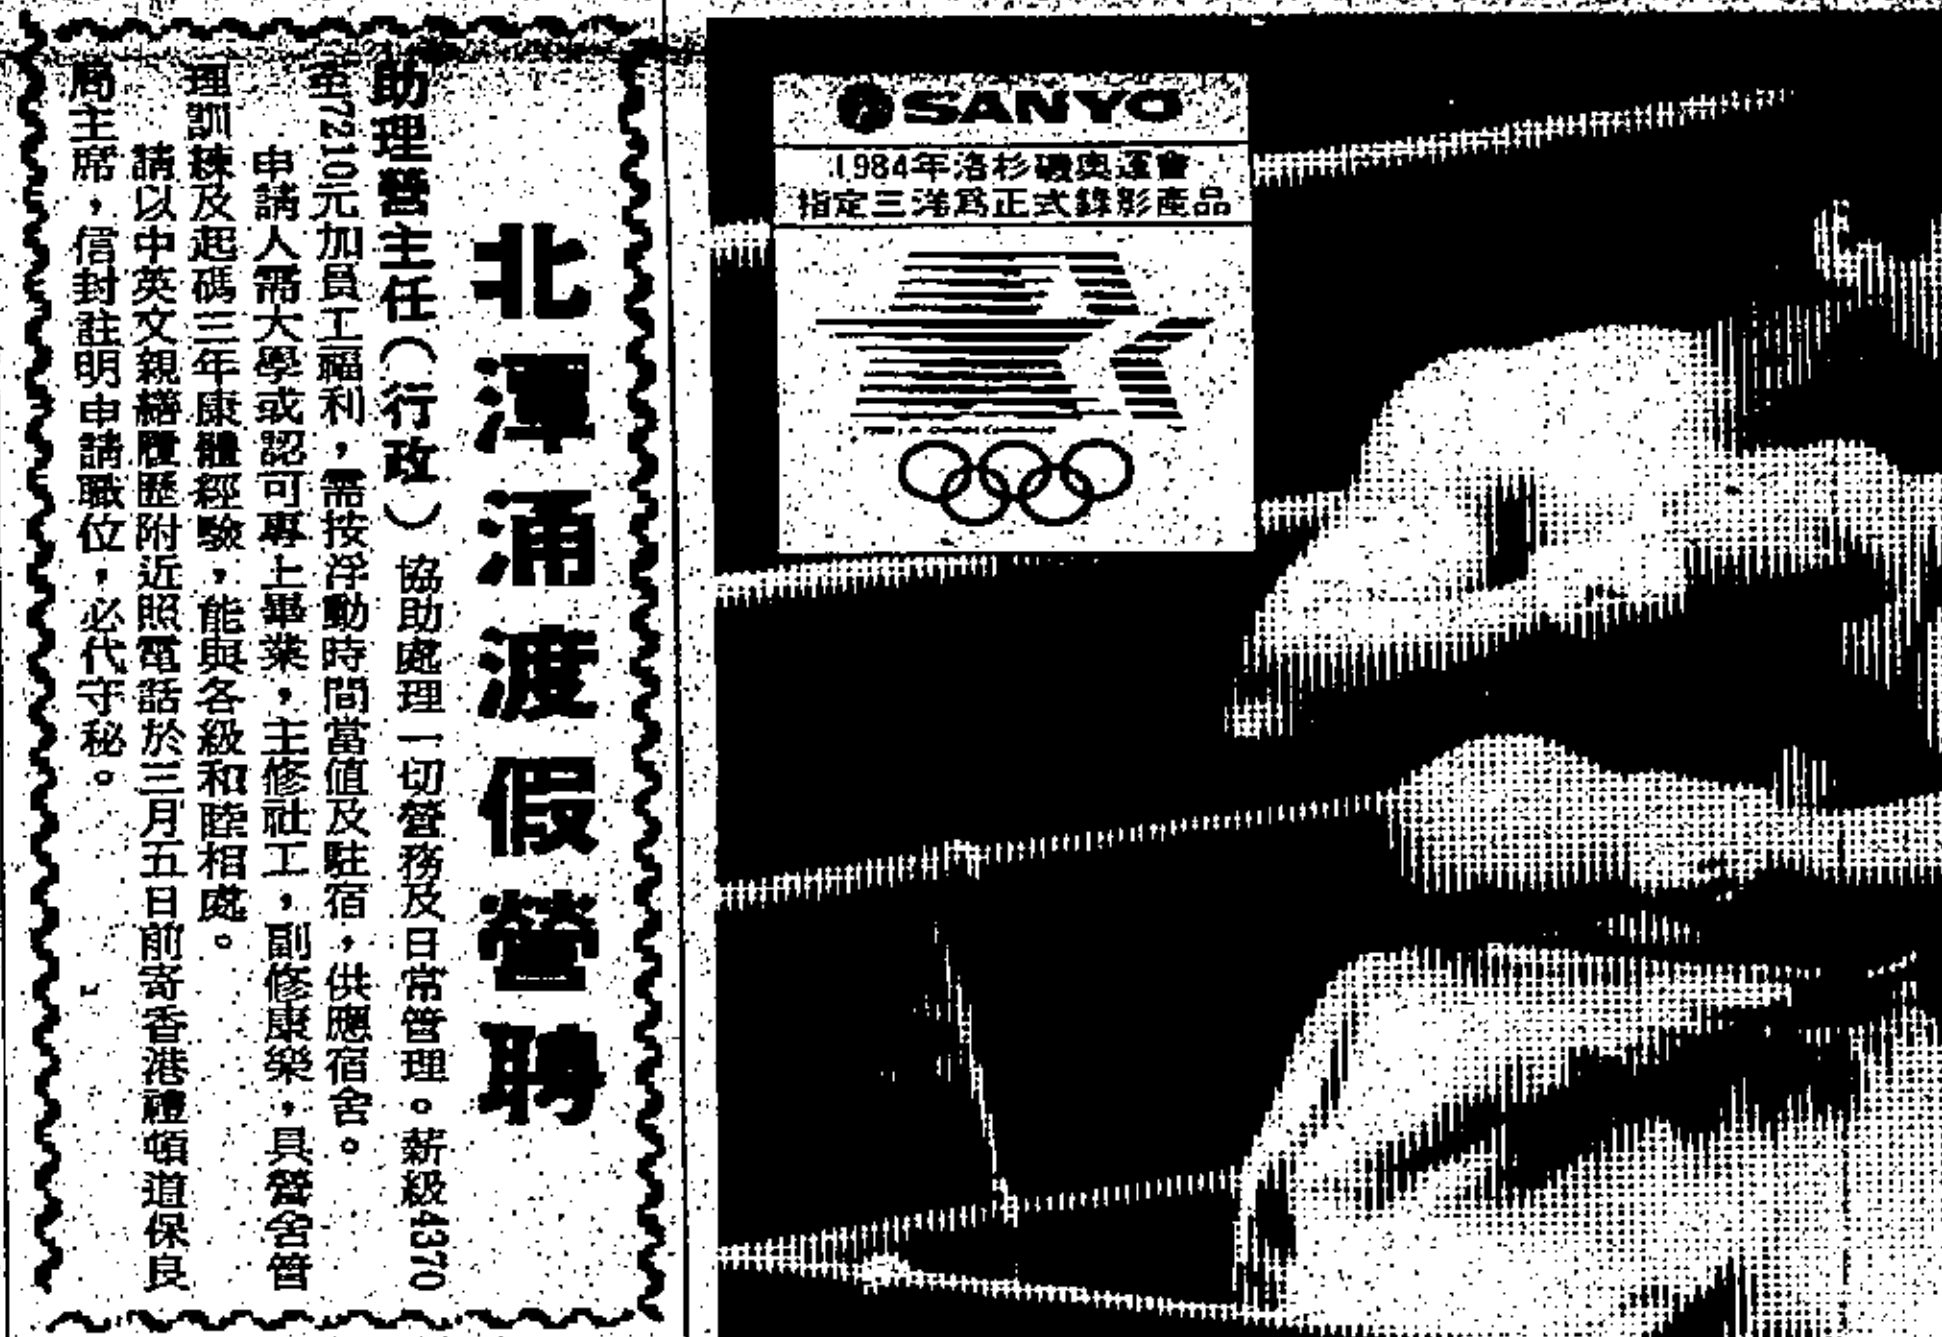 北潭涌渡假營聘
助理營主任（行政）協助處理一切營務及日常管理。薪級4370
至7210元加員工福利，需按浮動時間當值及駐宿，供應宿舍。
申請人需大學或認可專上畢業，主修社工，副修康樂，具營舍管
理訓練及起碼三年康體經驗，能與各級和睦相處。
請以中英文親繕履歷附近照電話於三月五日前寄香港禮頓道保良
局主席，信封註明申請職位，必代守秘。
SANYO
1984年洛杉磯奧運會
指定三洋為正式錄影產品